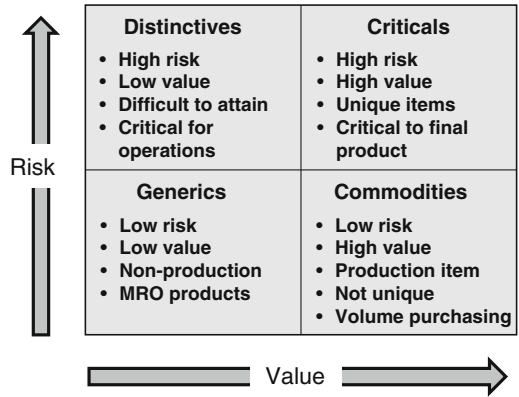 Distinctives
• High risk
• Low value
• Difficult to attain
• Critical for
operations
Criticals
• High risk
• High value
• Unique items
• Critical to final
product
Risk
Generics
• Low risk
• Low value
• Non-production
• MRO products
Commodities
• Low risk
• High value
• Production item
• Not unique
• Volume purchasing
Value